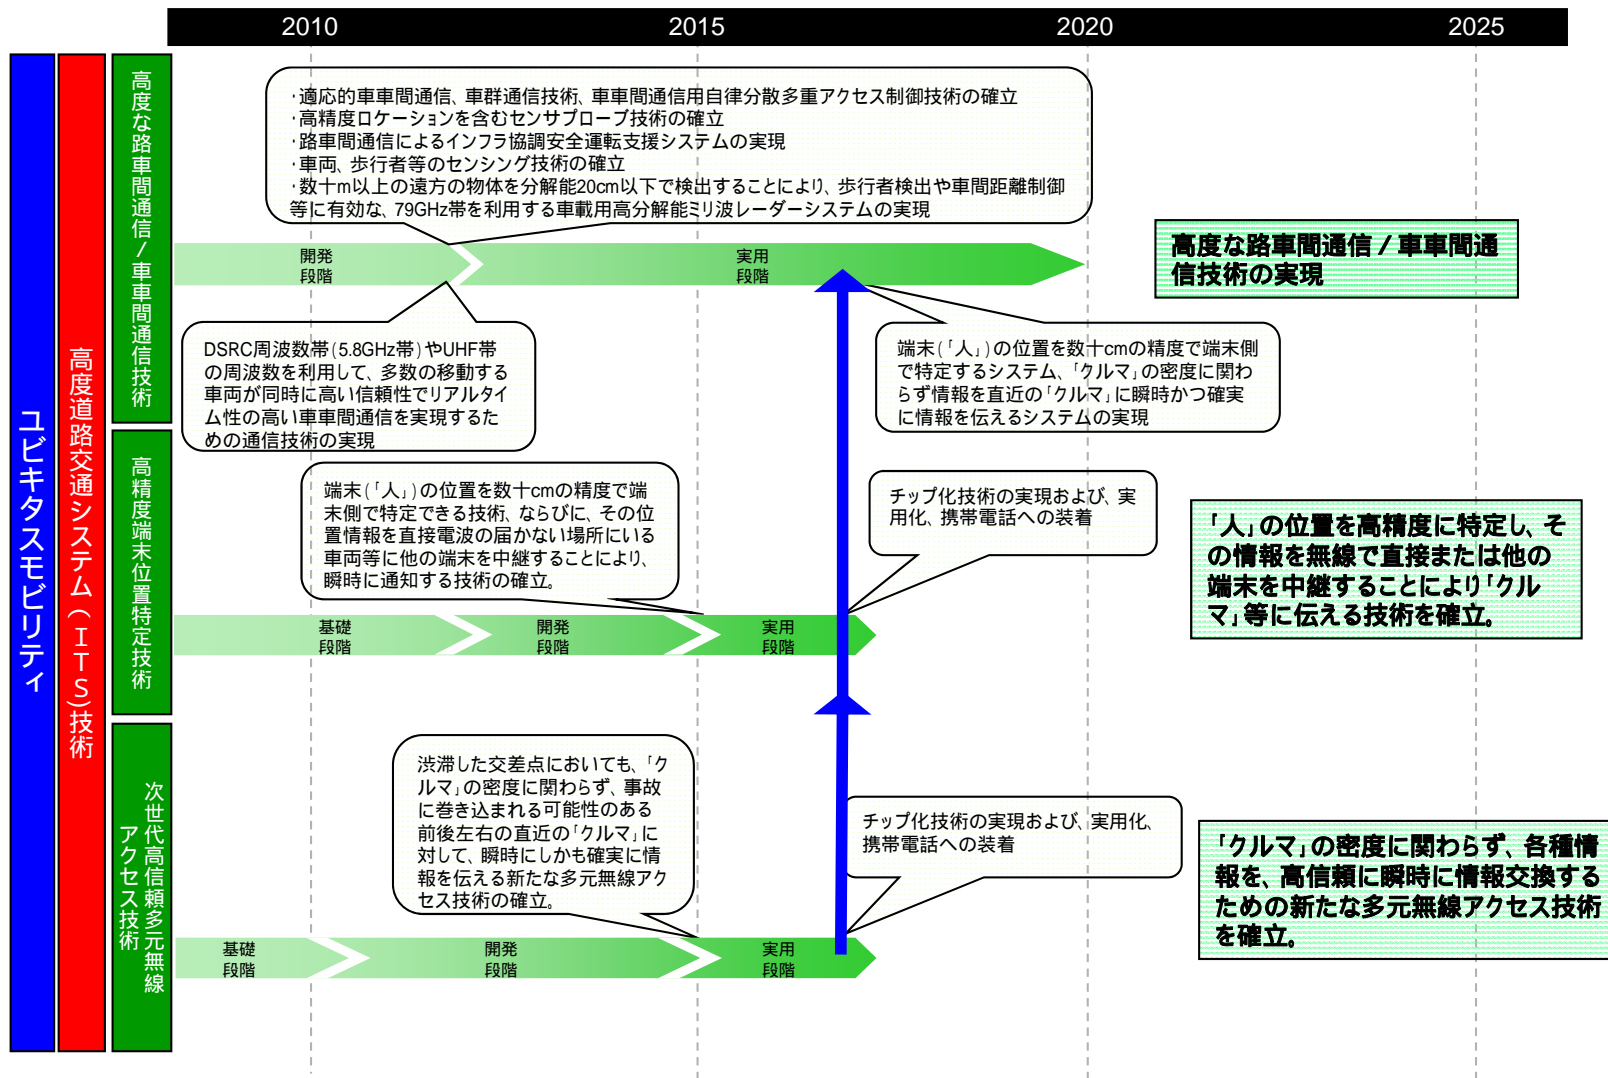 2010
2015
2020
2025
ユビキタスモビリティ
高度道路交通システム(ITS)技術
高度な路車間通信/車車間通信技術
・適応的車車間通信、車群通信技術、車車間通信用自律分散多重アクセス制御技術の確立
・高精度ロケーションを含むセンサプローブ技術の確立
・路車間通信によるインフラ協調安全運転支援システムの実現
・車両、歩行者等のセンシング技術の確立
・数十m以上の遠方の物体を分解能20cm以下で検出することにより、歩行者検出や車間距離制御
等に有効な、79GHz帯を利用する車載用高分解能ミリ波レーダーシステムの実現
開発
段階
実用
段階
高度な路車間通信/車車間通
信技術の実現
DSRC周波数帯(5.8GHz帯)やUHF帯
の周波数を利用して、多数の移動する
車両が同時に高い信頼性でリアルタイ
ム性の高い車車間通信を実現するた
めの通信技術の実現
端末(「人」)の位置を数十cmの精度で端末側
で特定するシステム、「クルマ」の密度に関わ
らず情報を直近の「クルマ」に瞬時かつ確実
に情報を伝えるシステムの実現
高精度端末位置特定技術
端末(「人」)の位置を数十cmの精度で端
末側で特定できる技術、ならびに、その位
置情報を直接電波の届かない場所にいる
車両等に他の端末を中継することにより、
瞬時に通知する技術の確立。
チップ化技術の実現および、実
用化、携帯電話への装着
「人」の位置を高精度に特定し、そ
の情報を無線で直接または他の
端末を中継することにより「クル
マ」等に伝える技術を確立。
基礎
段階
開発
段階
実用
段階
次世代高信頼多元無線
アクセス技術
渋滞した交差点においても、「ク
ルマ」の密度に関わらず、事故
に巻き込まれる可能性のある
前後左右の直近の「クルマ」に
対して、瞬時にしかも確実に情
報を伝える新たな多元無線アク
セス技術の確立。
チップ化技術の実現および、実用化、
携帯電話への装着
「クルマ」の密度に関わらず、各種情
報を、高信頼に瞬時に情報交換する
ための新たな多元無線アクセス技術
を確立。
基礎
段階
開発
段階
実用
段階